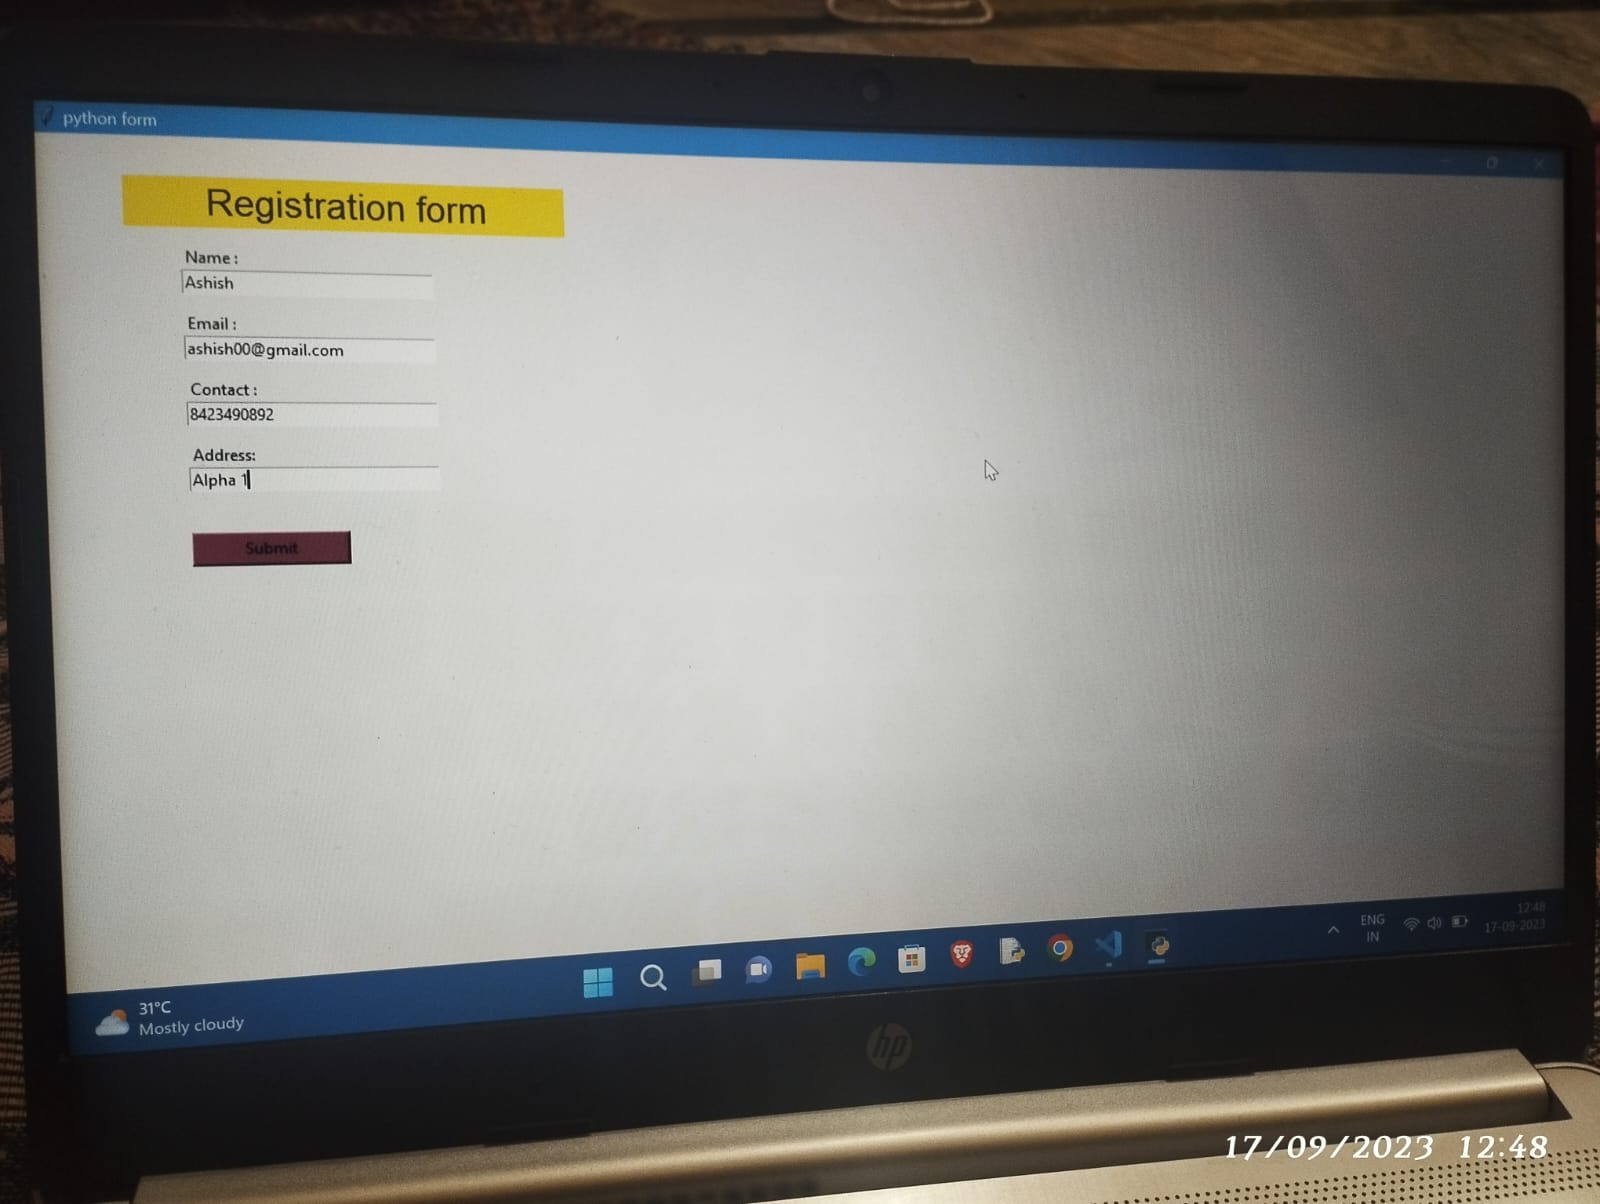 python form
Registration form
Name :
Ashish
Email :
ashish00@gmail.com
Contact :
8423490892
Address:
Alpha 1
Submit
31°C
Mostly cloudy
ENG
IN
12:48
17-09-2023
hp
17/09/2023 12:48